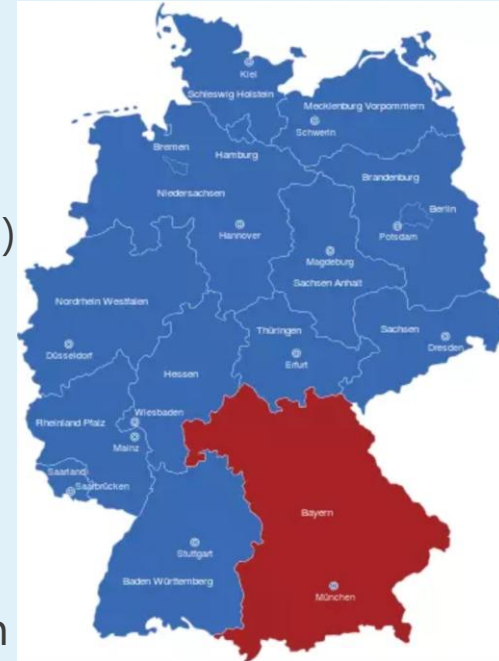 Kiel
Schleswig Holstein
Mecklenburg Vorpommern
Schwerin
Bremen
Hamburg
Brandenburg
Niedersachsen
Berlin
)
Hannover
Potsdam
Magdeburg
Sachsen Anhalt
Nordrhein Westfalen
Thüringen
Sachsen
Düsseldorf
Dresden
Erfurt
Hessen
Wiesbaden
Rheinland Pfalz
Mainz
Saarland
Saarbrücken
Bayern
Stuttgart
Baden Württemberg
München
n